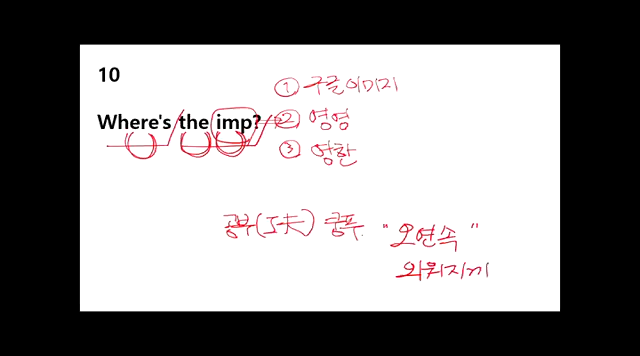 10
① 구글이미지
Where's the imp?
② 영영
③ 영한
공부(工夫) 쿵푸 "오연속"
외워지기